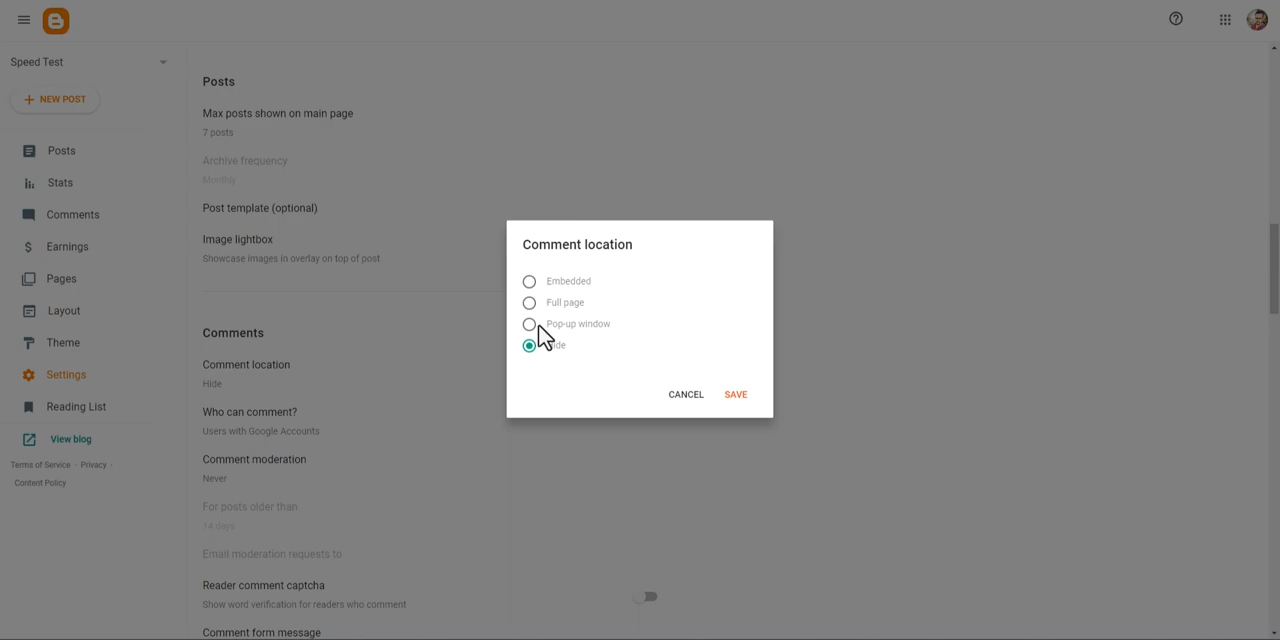 Speed Test
NEW POST
Posts
Stats
Comments
Earnings
Pages
Layout
Theme
Settings
Reading List
View blog
Terms of Service · Privacy ·
Content Policy
Posts
Max posts shown on main page
7 posts
Archive frequency
Monthly
Post template (optional)
Image lightbox
Showcase images in overlay on top of post
Comments
Comment location
Hide
Who can comment?
Users with Google Accounts
Comment moderation
Never
For posts older than
14 days
Email moderation requests to
Reader comment captcha
Show word verification for readers who comment
Comment form message
Comment location
Embedded
Full page
Pop-up window
CANCEL
SAVE